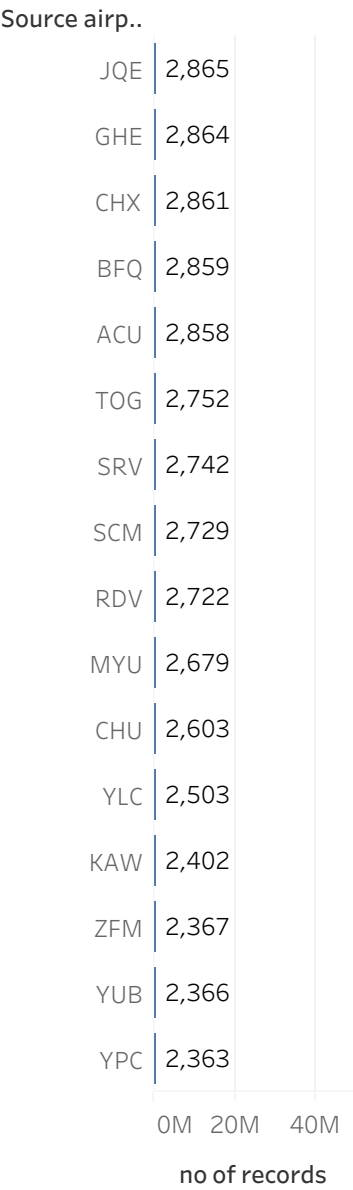 Source airp..
JQE 2,865
GHE 2,864
CHX 2,861
BFQ 2,859
ACU 2,858
TOG 2,752
SRV 2,742
SCM 2,729
RDV 2,722
MYU 2,679
CHU 2,603
YLC 2,503
KAW 2,402
ZFM 2,367
YUB 2,366
YPC 2,363
0M 20M 40M
no of records